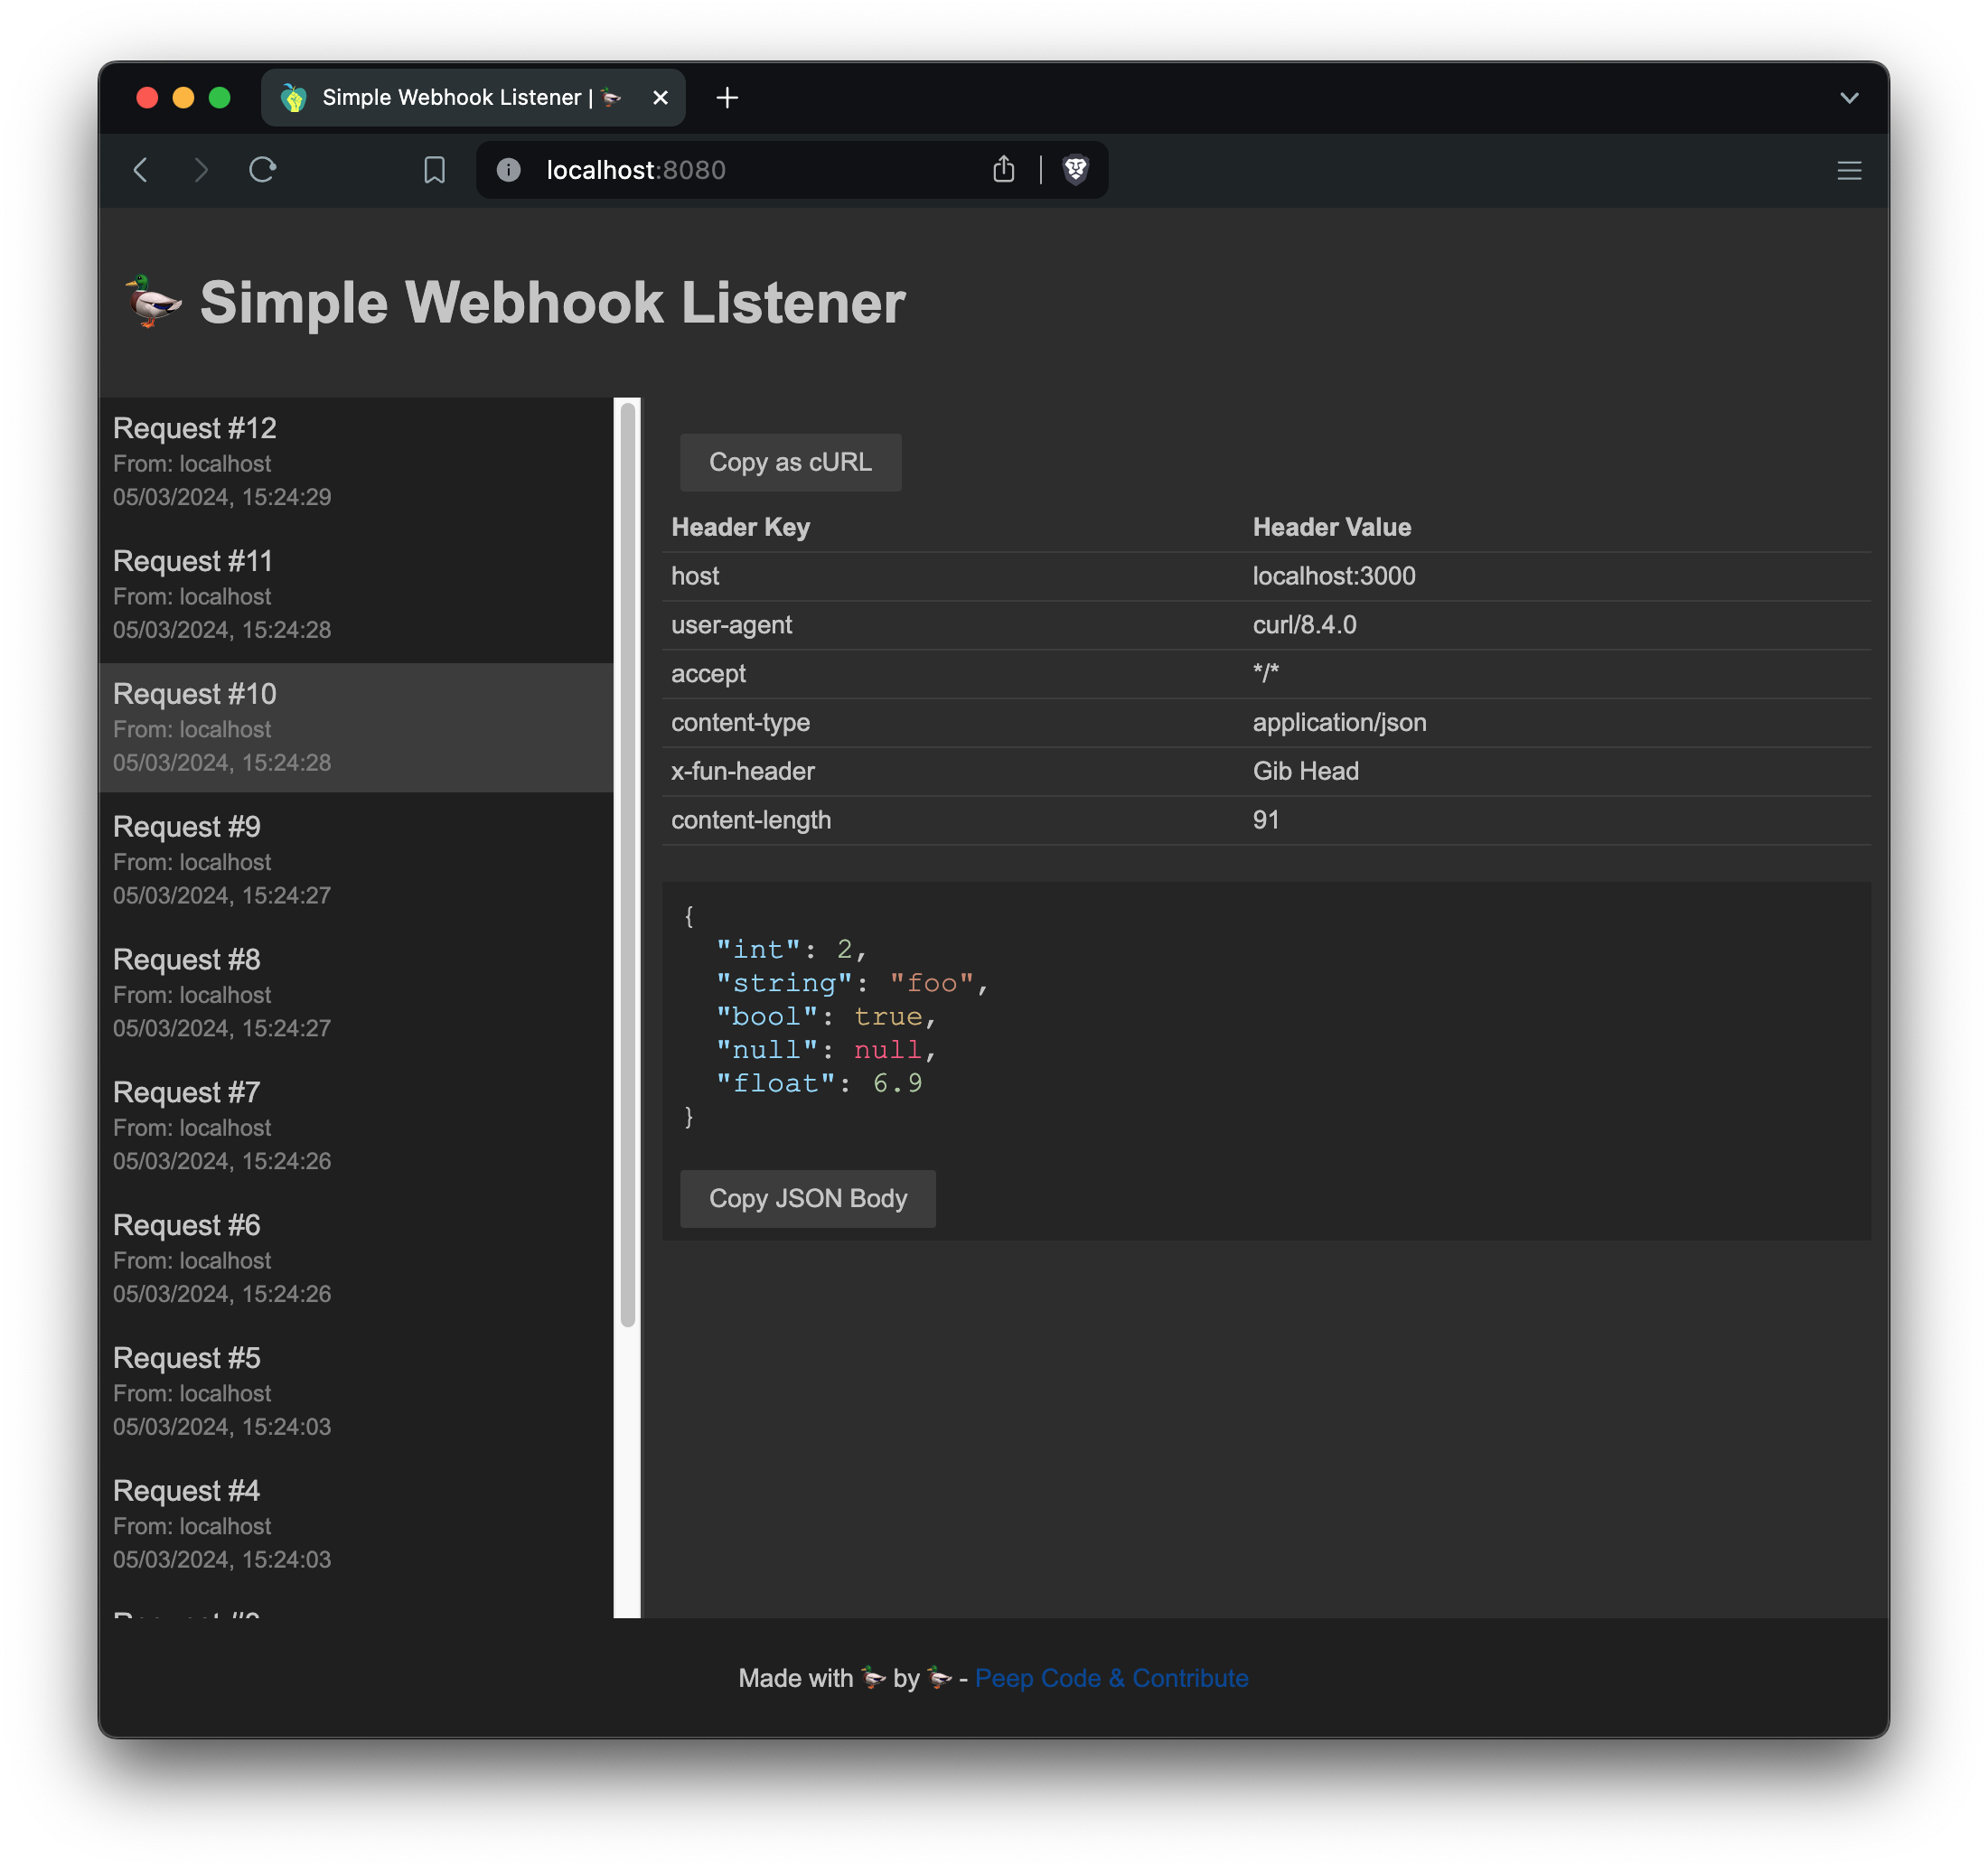 Simple Webhook Listener | 🦆
localhost:8080
🦆 Simple Webhook Listener
Request #12
From: localhost
05/03/2024, 15:24:29
Request #11
From: localhost
05/03/2024, 15:24:28
Request #10
From: localhost
05/03/2024, 15:24:28
Request #9
From: localhost
05/03/2024, 15:24:27
Request #8
From: localhost
05/03/2024, 15:24:27
Request #7
From: localhost
05/03/2024, 15:24:26
Request #6
From: localhost
05/03/2024, 15:24:26
Request #5
From: localhost
05/03/2024, 15:24:03
Request #4
From: localhost
05/03/2024, 15:24:03
Copy as cURL
Header Key Header Value
host localhost:3000
user-agent curl/8.4.0
accept */*
content-type application/json
x-fun-header Gib Head
content-length 91
{
"int": 2,
"string": "foo",
"bool": true,
"null": null,
"float": 6.9
}
Copy JSON Body
Made with 🦆 by 🦆 - Peep Code & Contribute